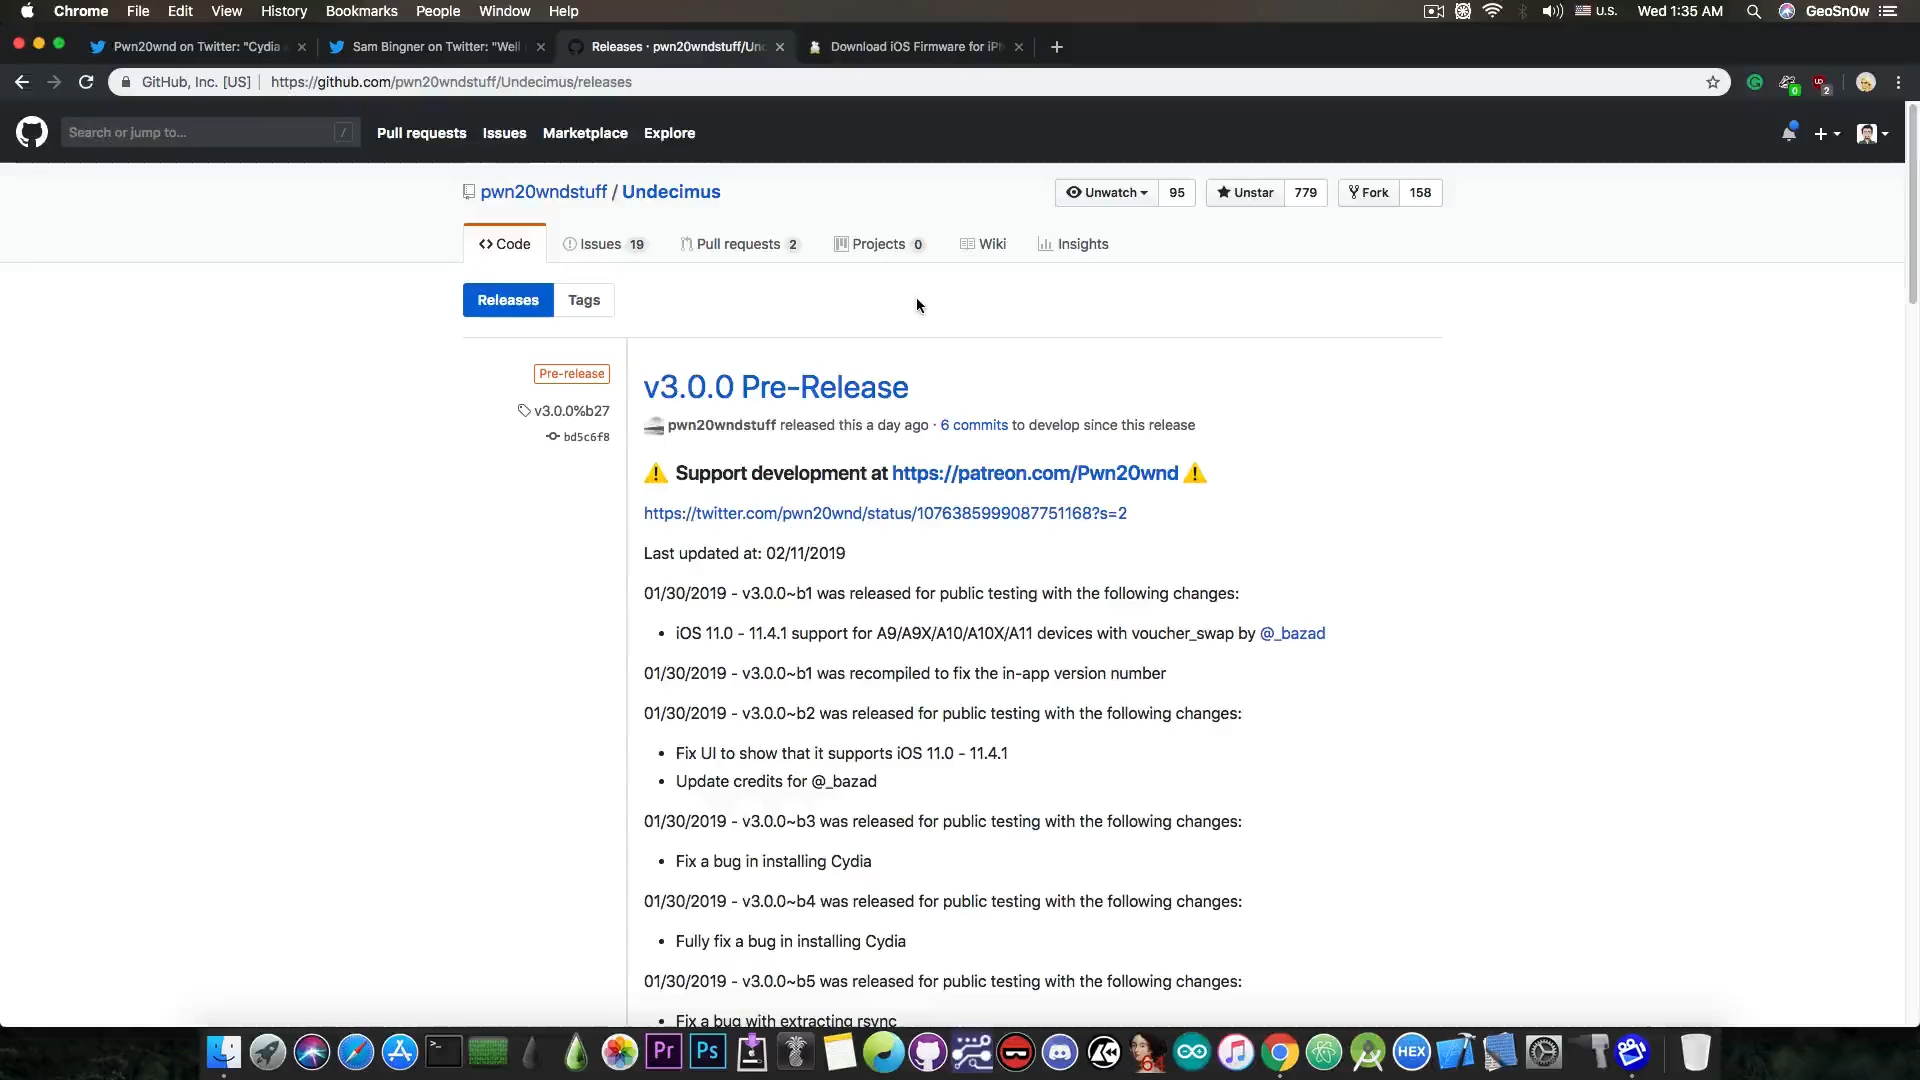 Chrome File Edit View History Bookmarks People Window Help U.S. Wed 1:35 AM GeoSn0w
Pwn20wnd on Twitter: "Cydia
Sam Bingner on Twitter: "Well
Releases · pwn20wndstuff/Un
Download iOS Firmware for iPh
GitHub, Inc. [US] https://github.com/pwn20wndstuff/Undecimus/releases
0 2
Search or jump to... / Pull requests Issues Marketplace Explore
pwn20wndstuff / Undecimus
Unwatch 95 Unstar 779 Fork 158
Code Issues 19 Pull requests 2 Projects 0 Wiki Insights
Releases Tags
Pre-release
v3.0.0%b27
bd5c6f8
v3.0.0 Pre-Release
pwn20wndstuff released this a day ago · 6 commits to develop since this release
Support development at https://patreon.com/Pwn20wnd
https://twitter.com/pwn20wnd/status/1076385999087751168?s=2
Last updated at: 02/11/2019
01/30/2019 - v3.0.0~b1 was released for public testing with the following changes:
• iOS 11.0 - 11.4.1 support for A9/A9X/A10/A10X/A11 devices with voucher_swap by @_bazad
01/30/2019 - v3.0.0~b1 was recompiled to fix the in-app version number
01/30/2019 - v3.0.0~b2 was released for public testing with the following changes:
• Fix UI to show that it supports iOS 11.0 - 11.4.1
• Update credits for @_bazad
01/30/2019 - v3.0.0~b3 was released for public testing with the following changes:
• Fix a bug in installing Cydia
01/30/2019 - v3.0.0~b4 was released for public testing with the following changes:
• Fully fix a bug in installing Cydia
01/30/2019 - v3.0.0~b5 was released for public testing with the following changes:
• Fix a bug with extracting rsync
Pr Ps 64 HEX